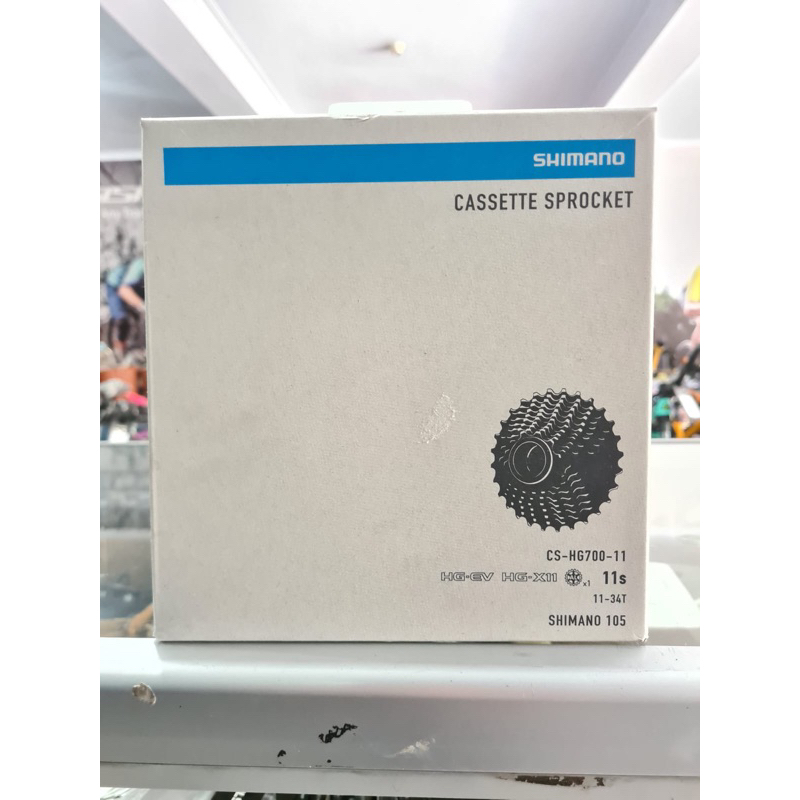 SHIMANO
CASSETTE SPROCKET
CS-HG700-11
HG-EV HG-X11 x1 11s
11-34T
SHIMANO 105